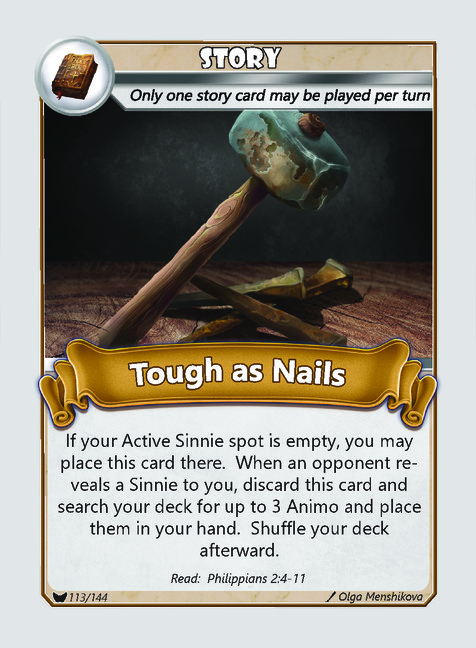 STORY
Only one story card may be played per turn
Tough as Nails
If your Active Sinnie spot is empty, you may
place this card there.  When an opponent re-
veals a Sinnie to you, discard this card and
search your deck for up to 3 Animo and place
them in your hand.  Shuffle your deck
afterward.
Read:  Philippians 2:4-11
113/144
Olga Menshikova